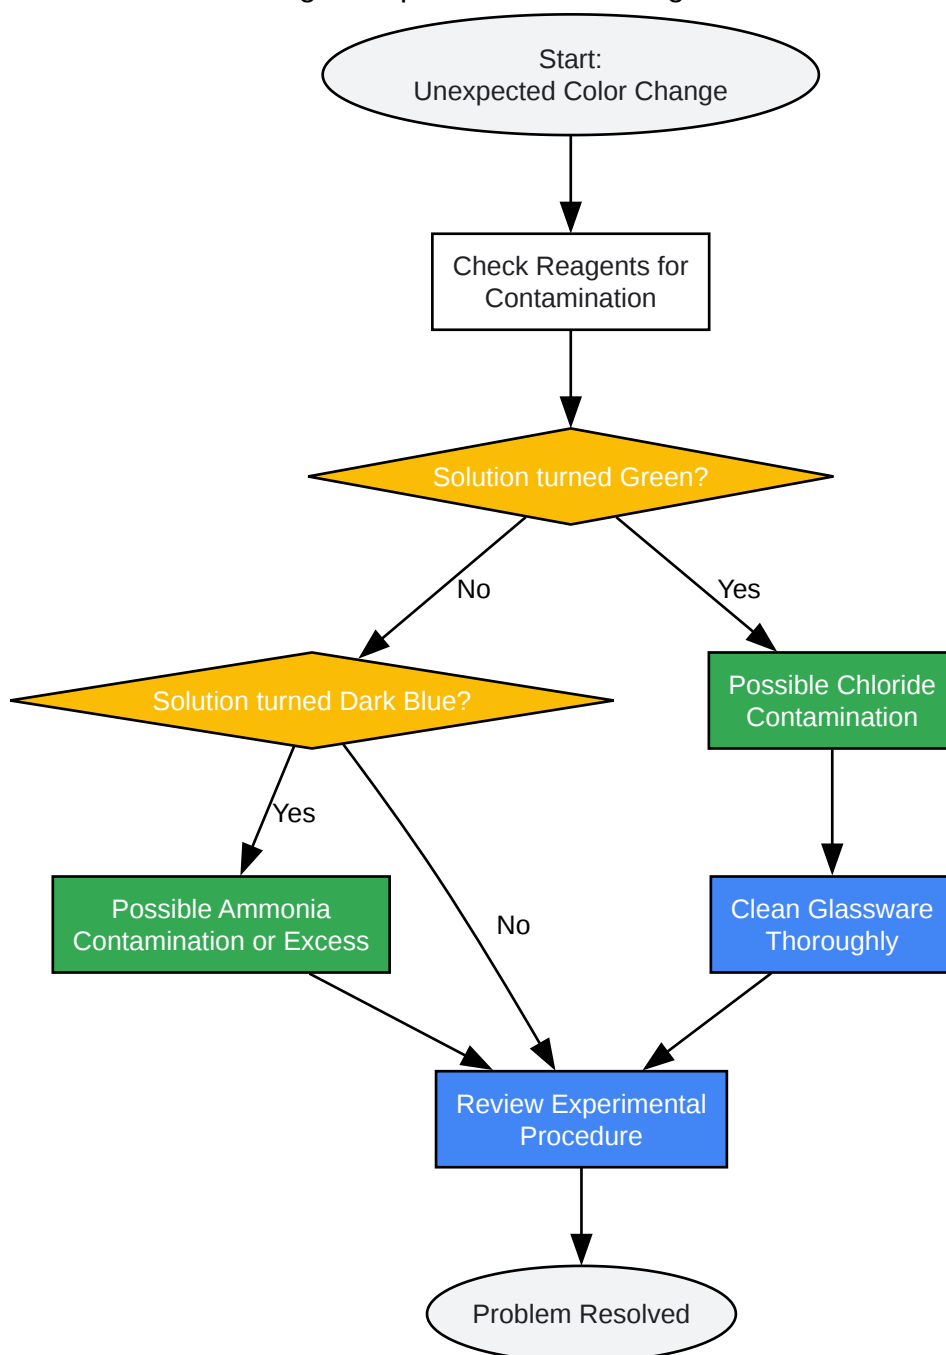 Start:
Unexpected Color Change
Check Reagents for
Contamination
Solution turned Green?
No
Yes
Solution turned Dark Blue?
Possible Chloride
Contamination
Yes
Possible Ammonia
Contamination or Excess
No
Clean Glassware
Thoroughly
Review Experimental
Procedure
Problem Resolved